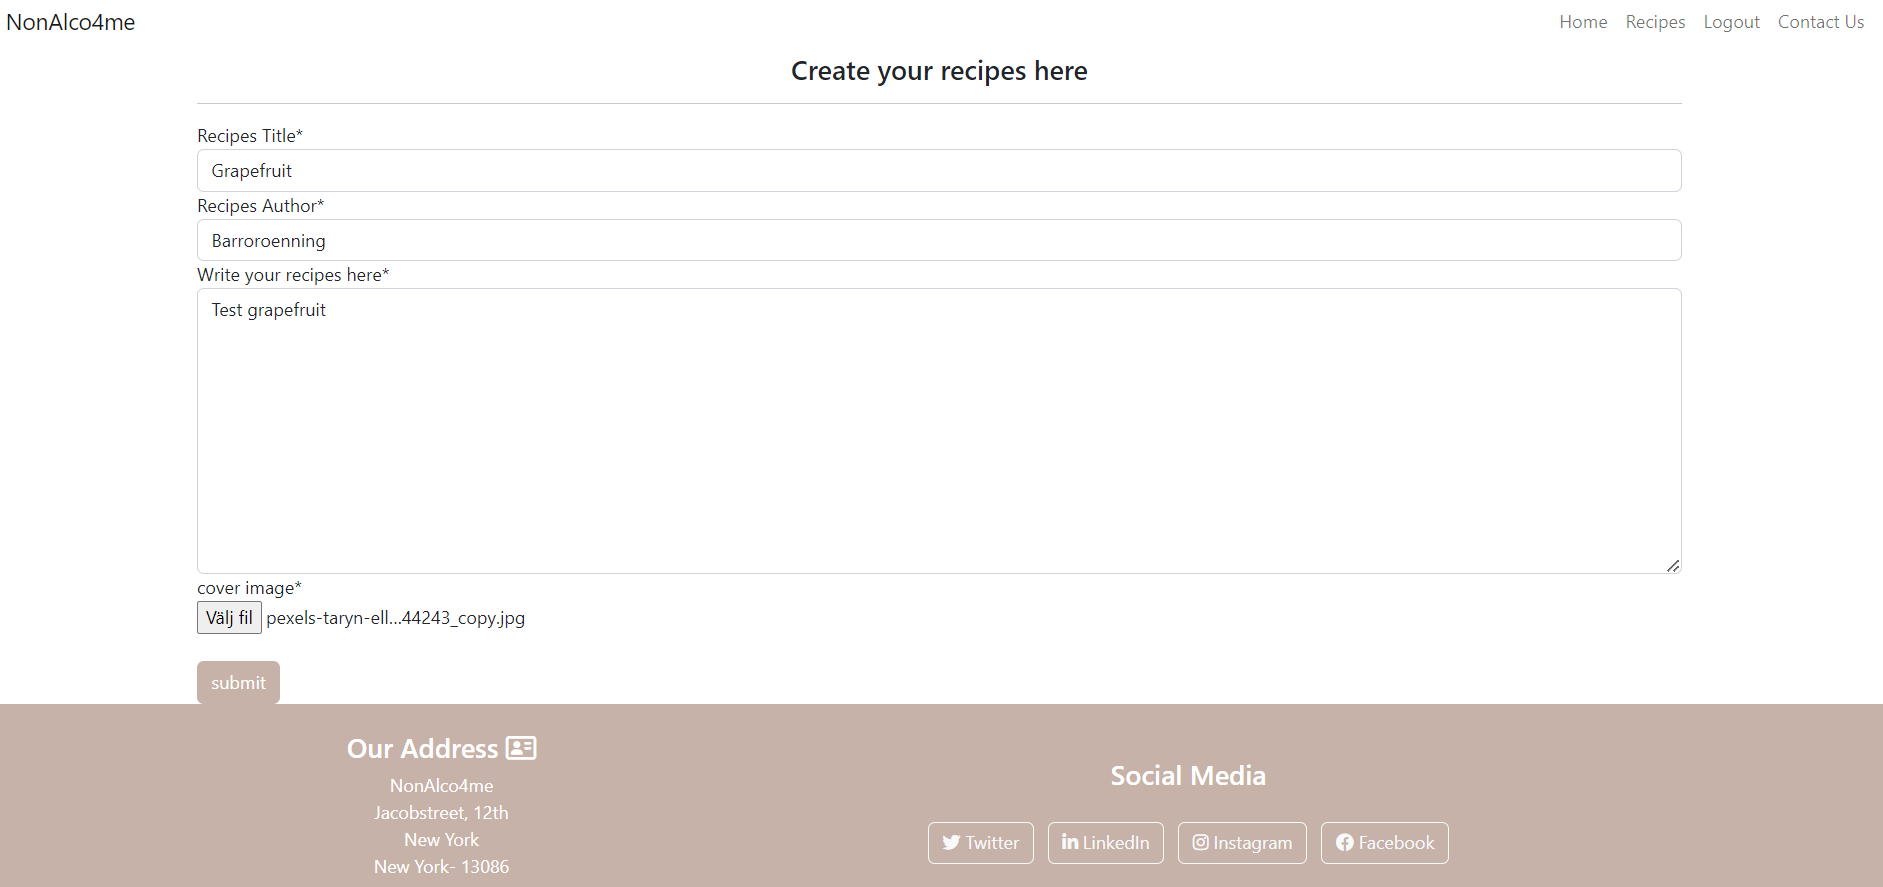 NonAlco4me
Home Recipes Logout Contact Us
Create your recipes here
Recipes Title*
Grapefruit
Recipes Author*
Barroroenning
Write your recipes here*
Test grapefruit
cover image*
Välj fil pexels-taryn-ell...44243_copy.jpg
submit
Our Address
NonAlco4me
Jacobstreet, 12th
New York
New York- 13086
Social Media
Twitter LinkedIn Instagram Facebook